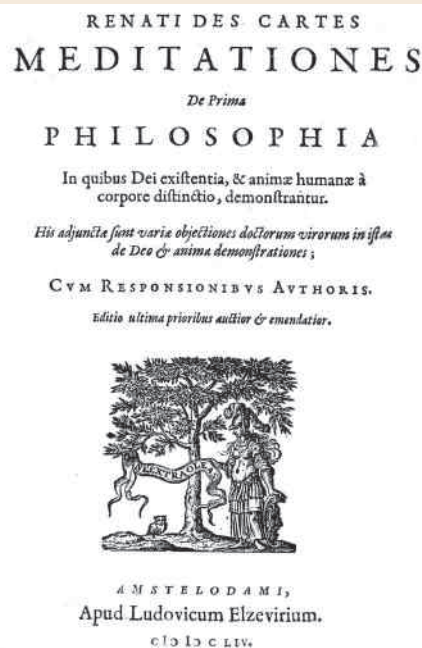 RENATI DES CARTES
MEDITATIONES
De Prima
PHILOSOPHIA
In quibus Dei exiſtentia, & animæ humanæ à
corpore diſtinctio, demonſtrantur.
His adjunctæ ſunt variæ objectiones doctorum virorum in iſtas
de Deo & anima demonſtrationes ;
CVM RESPONSIONIBVS AVTHORIS.
Editio ultima prioribus auctior & emendatior.
AMSTELODAMI,
Apud Ludovicum Elzevirium.
cIɔ Iɔ c LIV.